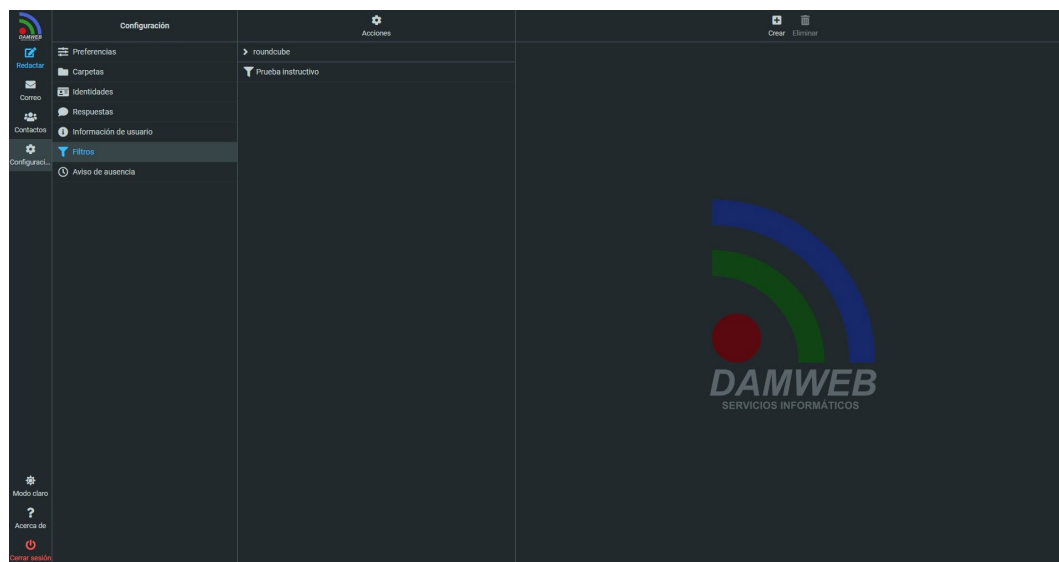 DAMWEB
Redactar
Correo
Contactos
Configuraci...
Modo claro
Acerca de
Cerrar sesión
Configuración
Preferencias
Carpetas
Identidades
Respuestas
Información de usuario
Filtros
Aviso de ausencia
Acciones
roundcube
Prueba instructivo
Crear Eliminar
DAMWEB
SERVICIOS INFORMÁTICOS